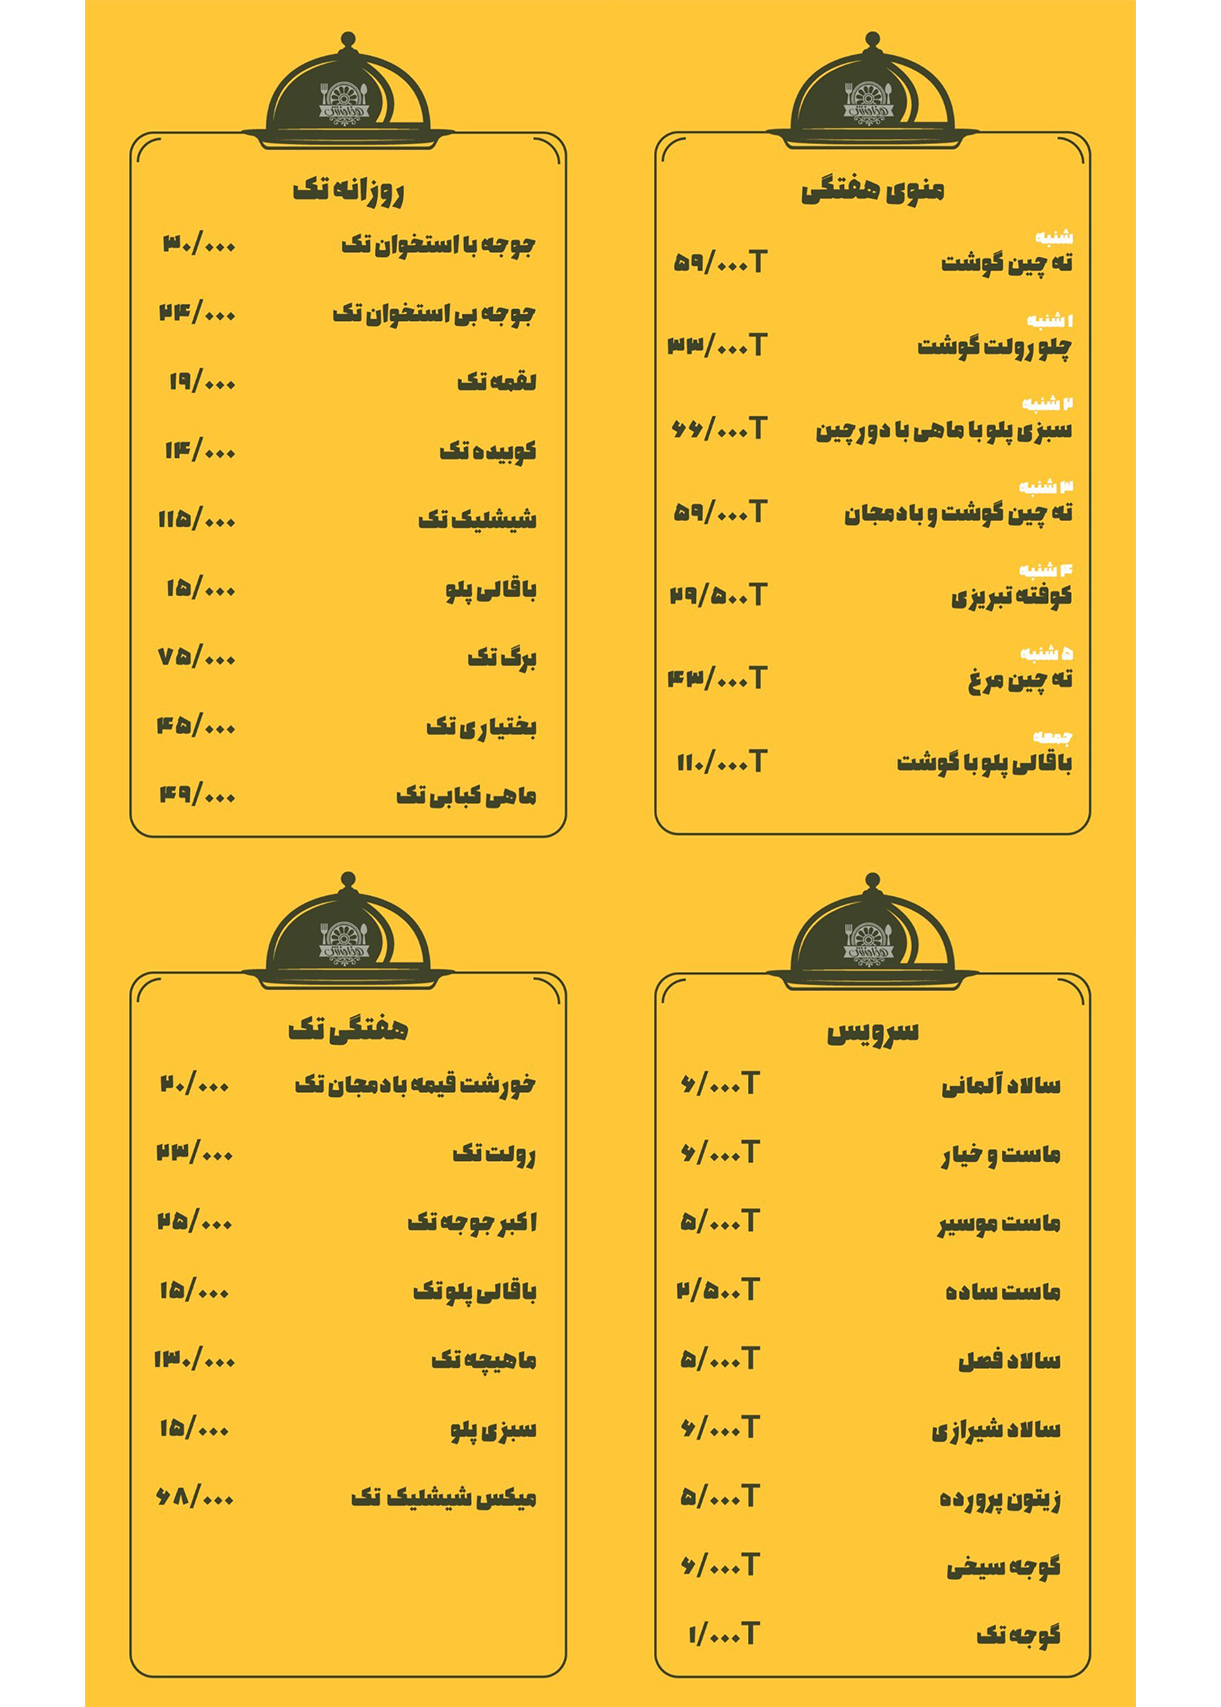 منوی هفتگی
شنبه
ته چین گوشت ۵۹/۰۰۰T
۱ شنبه
چلو رولت گوشت ۳۳/۰۰۰T
۲ شنبه
سبزی پلو با ماهی با دورچین ۶۶/۰۰۰T
۳ شنبه
ته چین گوشت و بادمجان ۵۹/۰۰۰T
۴ شنبه
کوفته تبریزی ۲۹/۵۰۰T
۵ شنبه
ته چین مرغ ۴۳/۰۰۰T
جمعه
باقالی پلو با گوشت ۱۱۰/۰۰۰T
روزانه تک
جوجه با استخوان تک ۳۰/۰۰۰
جوجه بی استخوان تک ۲۴/۰۰۰
لقمه تک ۱۹/۰۰۰
کوبیده تک ۱۴/۰۰۰
شیشلیک تک ۱۱۵/۰۰۰
باقالی پلو ۱۵/۰۰۰
برگ تک ۷۵/۰۰۰
بختیاری تک ۴۵/۰۰۰
ماهی کبابی تک ۴۹/۰۰۰
سرویس
سالاد آلمانی ۶/۰۰۰T
ماست و خیار ۶/۰۰۰T
ماست موسیر ۵/۰۰۰T
ماست ساده ۲/۵۰۰T
سالاد فصل ۵/۰۰۰T
سالاد شیرازی ۶/۰۰۰T
زیتون پرورده ۵/۰۰۰T
گوجه سیخی ۶/۰۰۰T
گوجه تک ۱/۰۰۰T
هفتگی تک
خورشت قیمه بادمجان تک ۲۰/۰۰۰
رولت تک ۲۳/۰۰۰
اکبر جوجه تک ۲۵/۰۰۰
باقالی پلو تک ۱۵/۰۰۰
ماهیچه تک ۱۳۰/۰۰۰
سبزی پلو ۱۵/۰۰۰
میکس شیشلیک تک ۶۸/۰۰۰